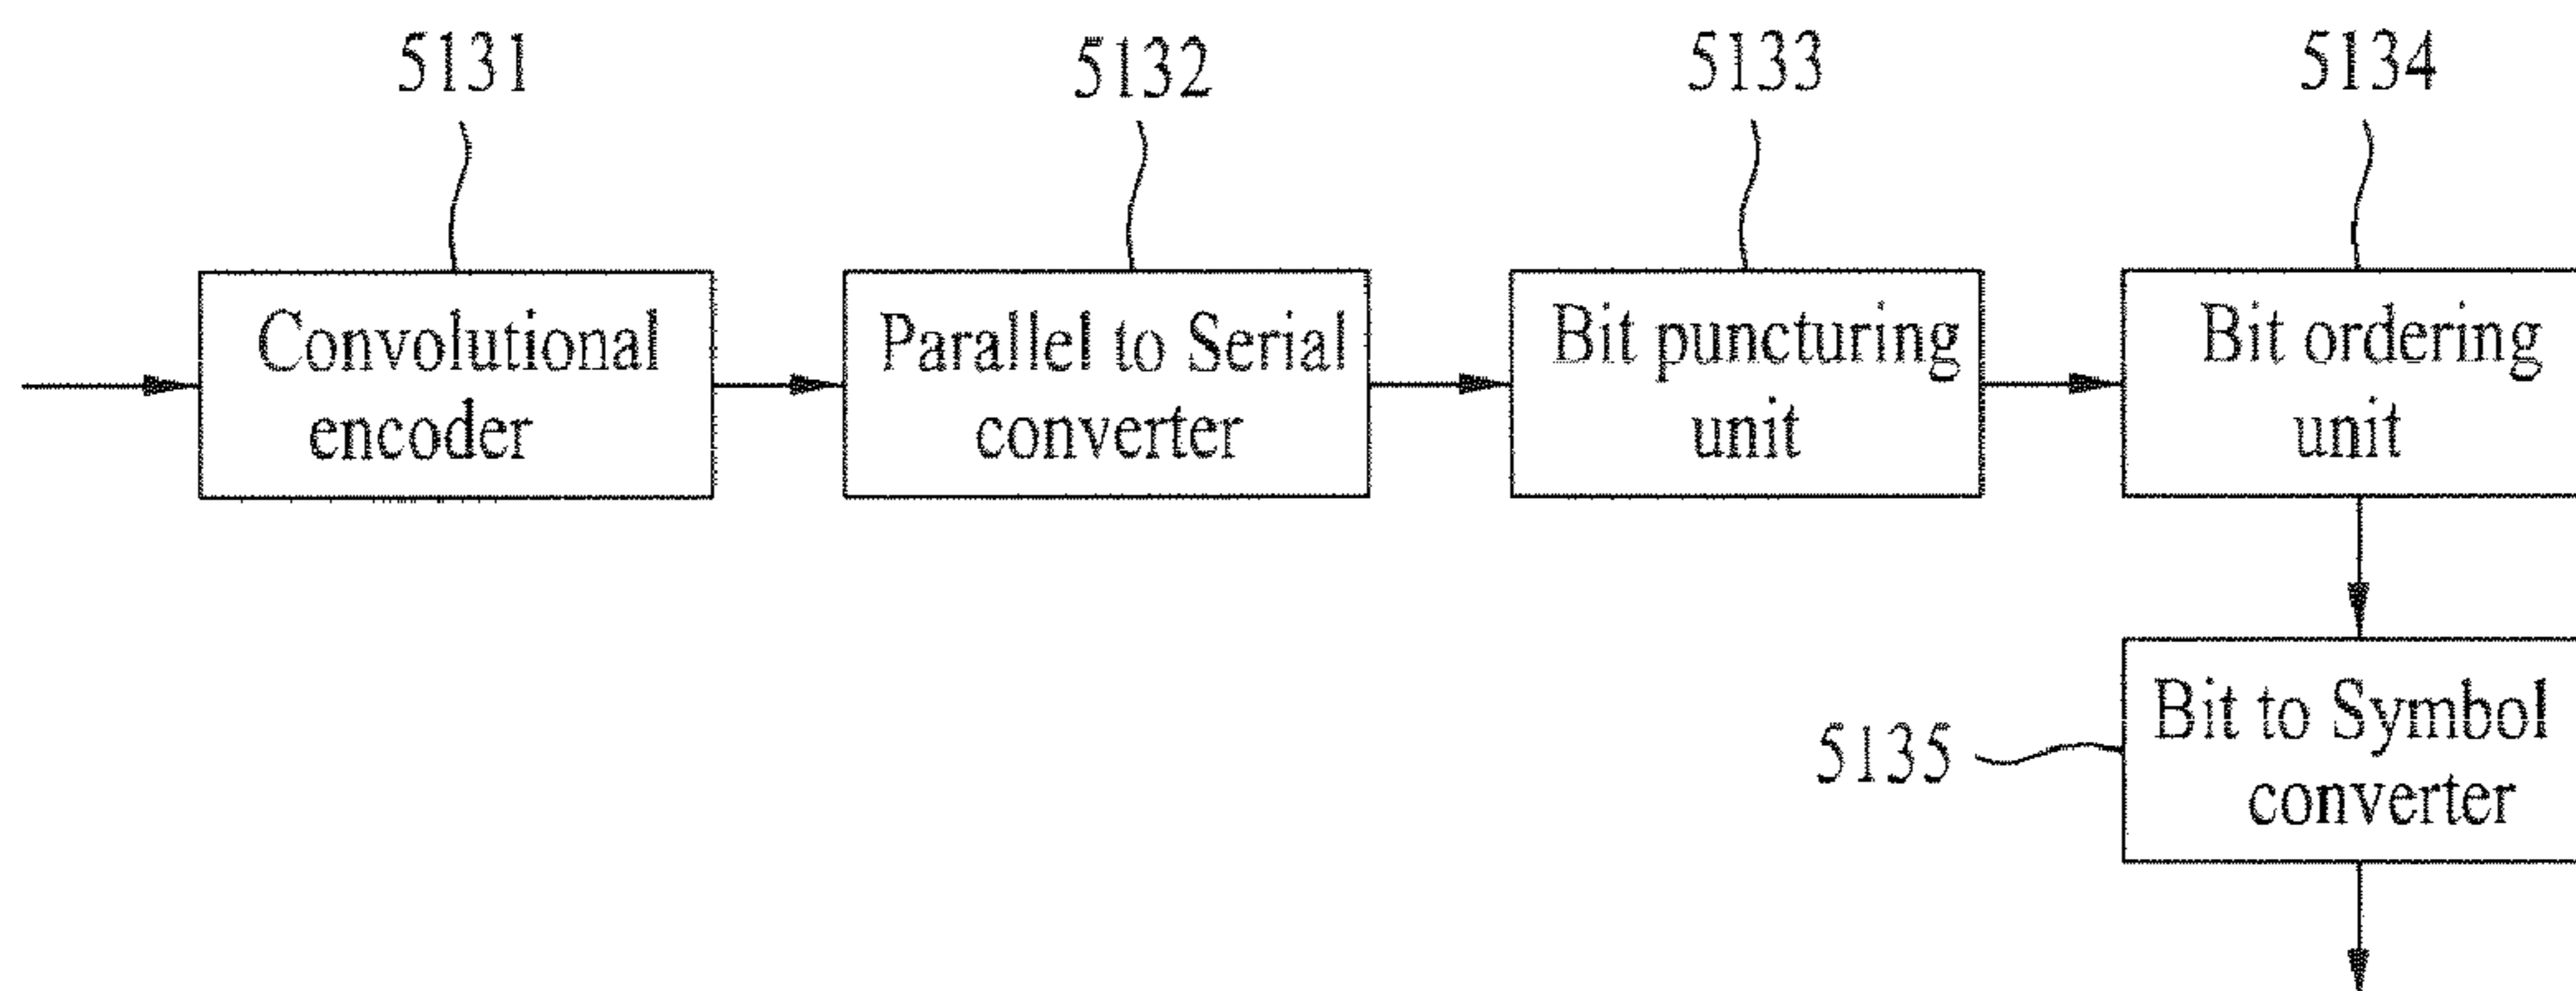 5131
5132
5133
5134
Convolutional
encoder
Parallel to Serial
converter
Bit puncturing
unit
Bit ordering
unit
5135
Bit to Symbol
converter